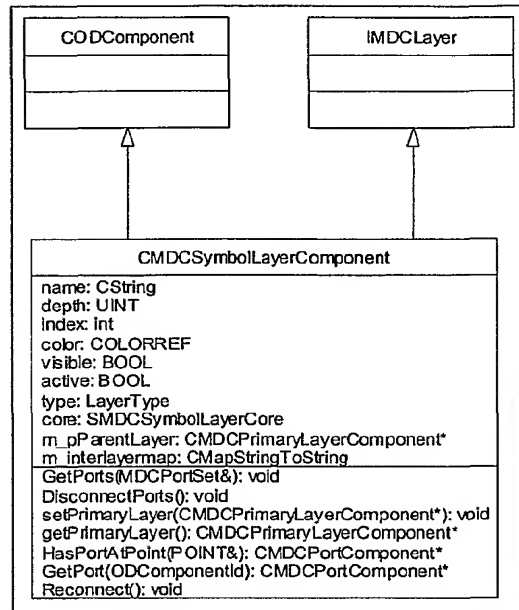 CODComponent
IMDCLayer
CMDCSymbolLayerComponent
name: CString
depth: UINT
index: int
color: COLORREF
visible: BOOL
active: BOOL
type: LayerType
core: SMDCSymbolLayerCore
m_pParentLayer: CMDCPrimaryLayerComponent*
m_interlayermap: CMapStringToString
GetPorts(MDCPortSet&): void
DisconnectPorts(): void
setPrimaryLayer(CMDCPrimaryLayerComponent*): void
getPrimaryLayer(): CMDCPrimaryLayerComponent*
HasPortAtPoint(POINT&): CMDCPortComponent*
GetPort(ODComponentId): CMDCPortComponent*
Reconnect(): void